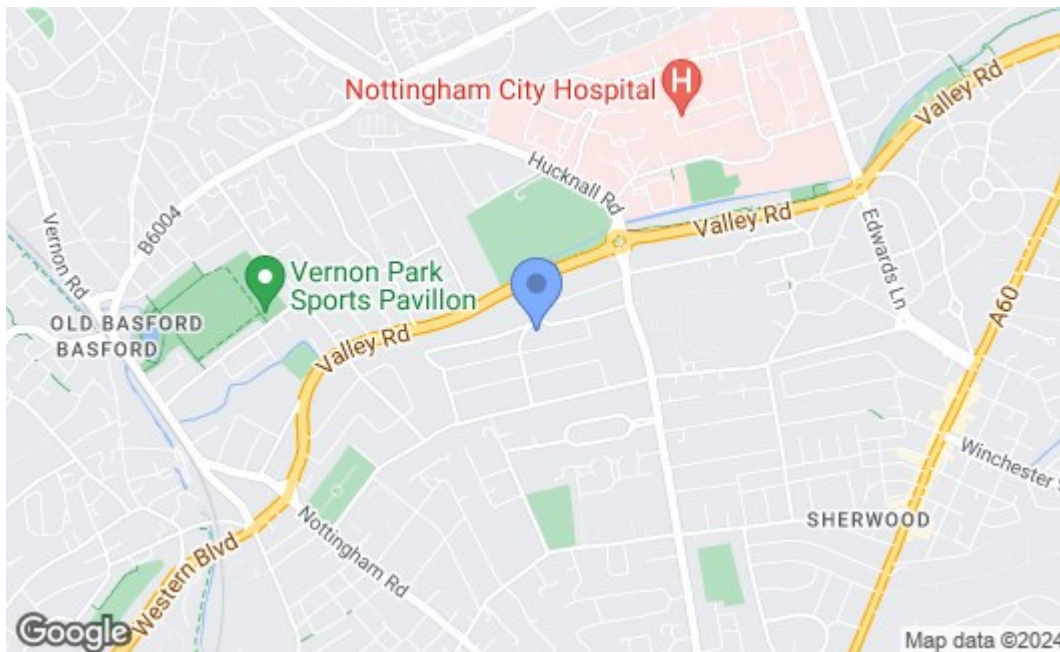 Nottingham City Hospital
H
Valley Rd
Hucknall Rd
Valley Rd
B6004
Vernon Rd
Edwards Ln
Vernon Park
Sports Pavillon
A60
OLD BASFORD
BASFORD
Valley Rd
Winchester
SHERWOOD
Nottingham Rd
Western Blvd
Google
Map data ©2024